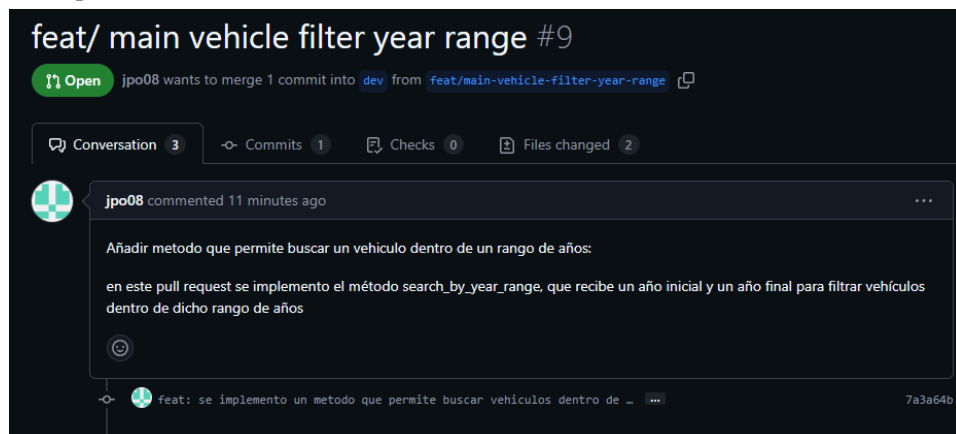 feat/ main vehicle filter year range #9
Open jpo08 wants to merge 1 commit into dev from feat/main-vehicle-filter-year-range
Conversation 3 Commits 1 Checks 0 Files changed 2
jpo08 commented 11 minutes ago ...
Añadir metodo que permite buscar un vehiculo dentro de un rango de años:
en este pull request se implemento el método search_by_year_range, que recibe un año inicial y un año final para filtrar vehículos
dentro de dicho rango de años
feat: se implemento un metodo que permite buscar vehiculos dentro de … ... 7a3a64b